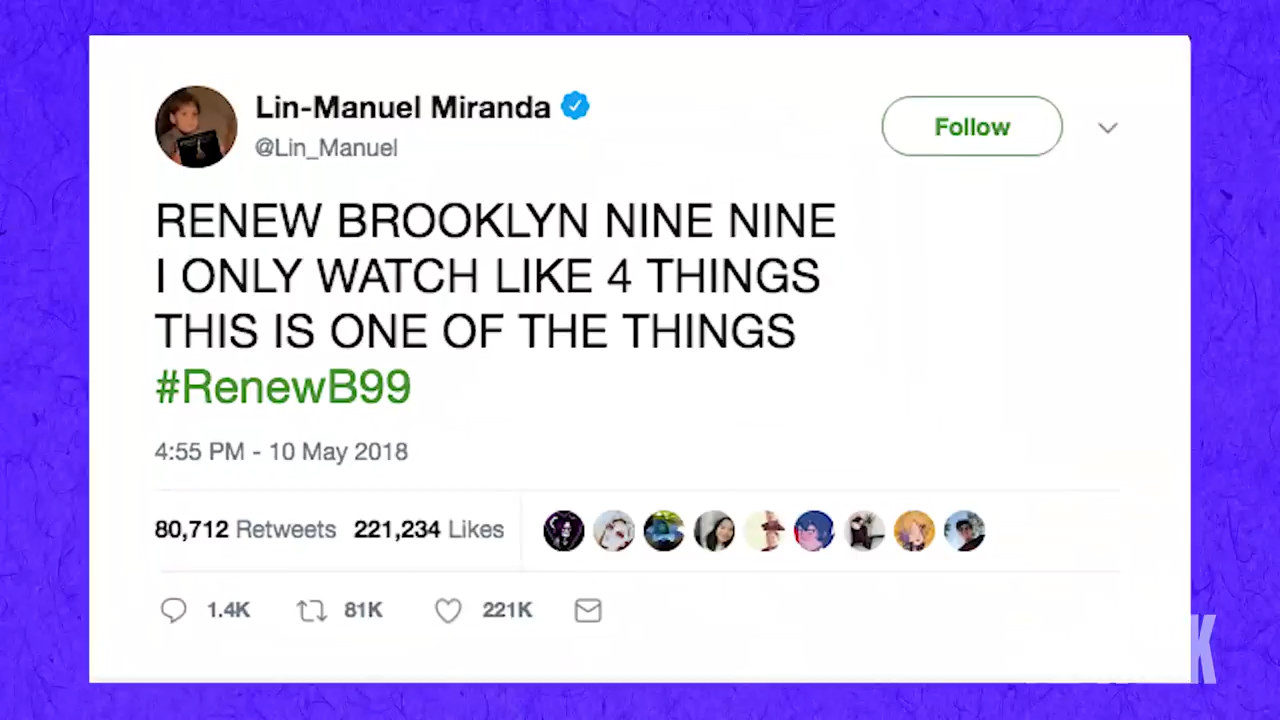 Lin-Manuel Miranda
@Lin_Manuel
Follow
RENEW BROOKLYN NINE NINE
I ONLY WATCH LIKE 4 THINGS
THIS IS ONE OF THE THINGS
#RenewB99
4:55 PM - 10 May 2018
80,712 Retweets 221,234 Likes
1.4K 81K 221K
K